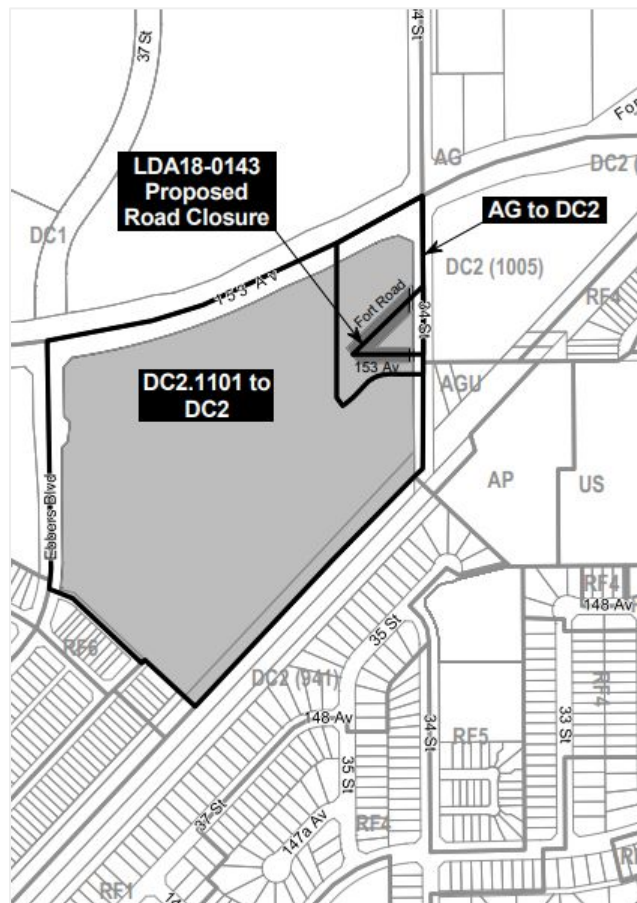 37 St
34 St
For
AG
DC2 (
LDA18-0143
Proposed
Road Closure
AG to DC2
DC1
153 Av
DC2 (1005)
Fort Road
34 St
RF4
153 Av
AGU
DC2.1101 to
DC2
AP
US
Ebbers Blvd
RF4
148 Av
RF6
35 St
DC2 (941)
RF4
148 Av
34 St
33 St
35 St
RF5
37 St
147a Av
RF4
RF1
14